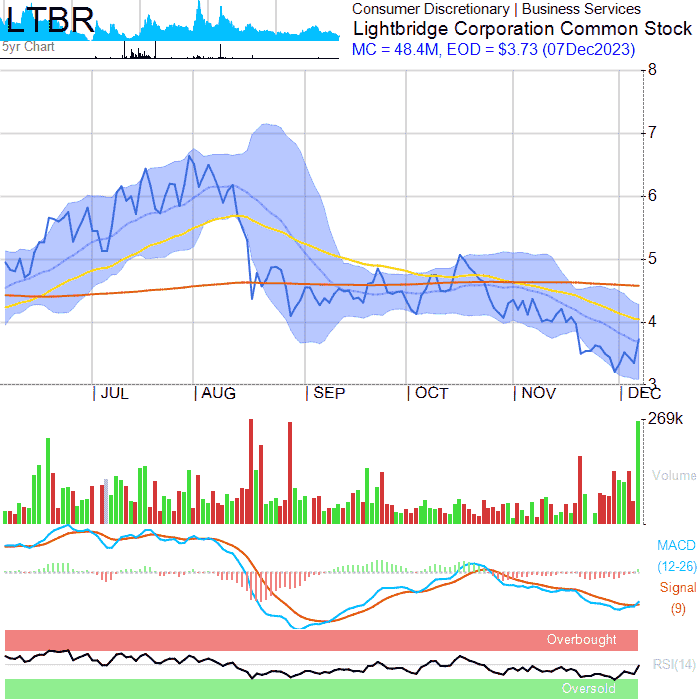 LTBR
5yr Chart
Consumer Discretionary | Business Services
Lightbridge Corporation Common Stock
MC = 48.4M, EOD = $3.73 (07Dec2023)
8
7
6
5
4
3
JUL AUG SEP OCT NOV DEC
269k
Volume
MACD
(12-26)
Signal
(9)
Overbought
RSI(14)
Oversold